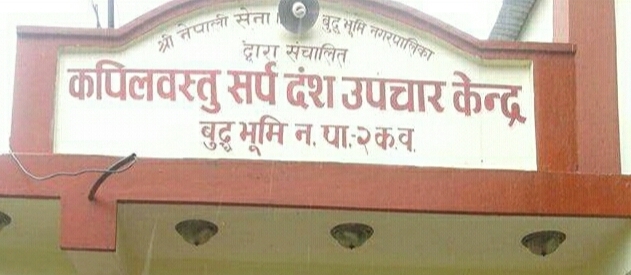 श्री नेपाली सेना। बुद्धभूमि नगरपालिका
द्वारा संचालित
कपिलवस्तु सर्प दंश उपचार केन्द्र
बुद्धभूमि न. पा.-२ क.व.